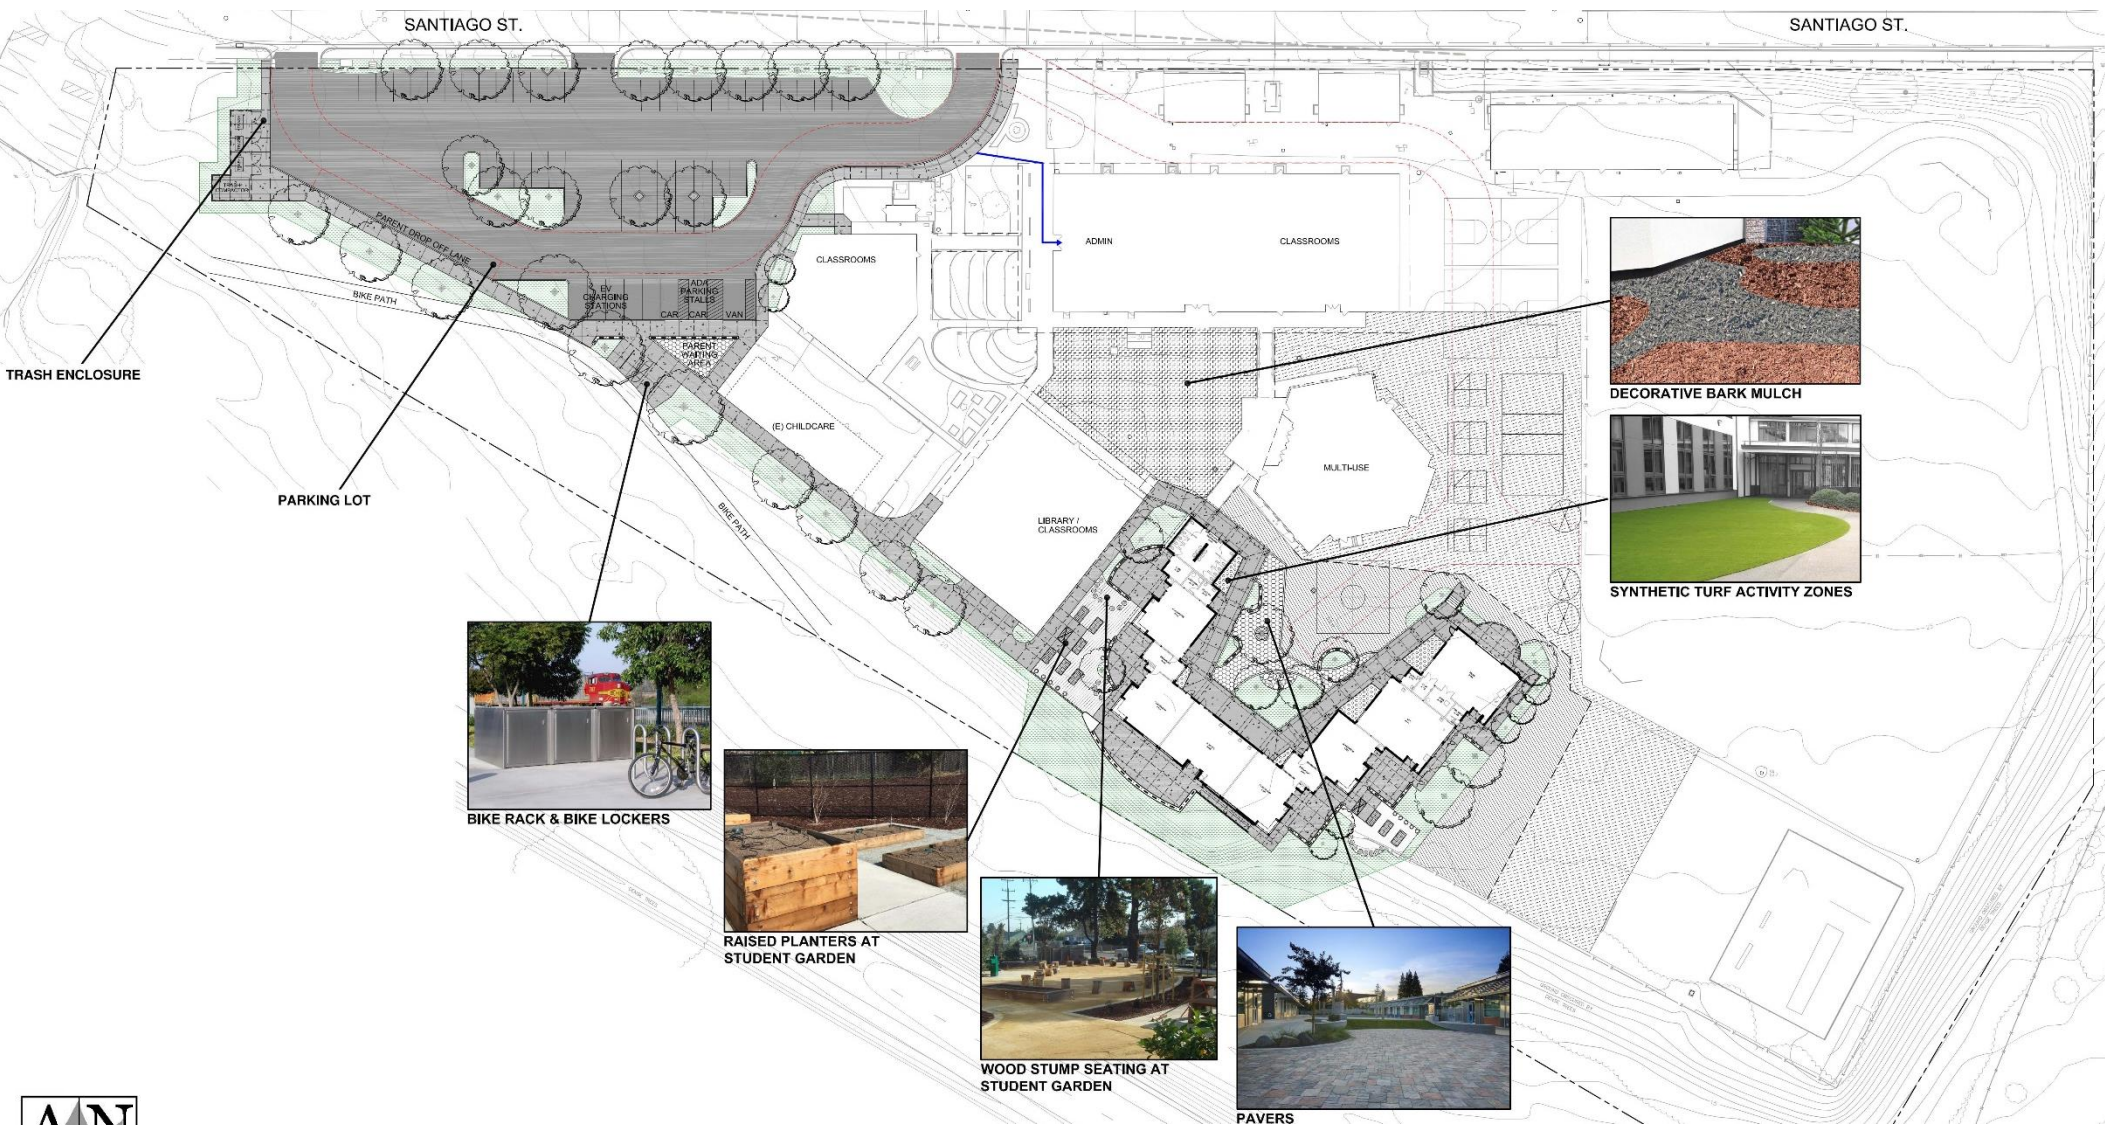 SANTIAGO ST.
SANTIAGO ST.
PARENT DROP OFF LANE
BIKE PATH
EV
CHARGING
STATIONS
ADA
PARKING
STALLS
CAR
CAR
VAN
PARENT
WAITING
AREA
CLASSROOMS
ADMIN
CLASSROOMS
TRASH ENCLOSURE
PARKING LOT
(E) CHILDCARE
BIKE PATH
LIBRARY /
CLASSROOMS
MULTI-USE
DECORATIVE BARK MULCH
SYNTHETIC TURF ACTIVITY ZONES
BIKE RACK & BIKE LOCKERS
RAISED PLANTERS AT
STUDENT GARDEN
WOOD STUMP SEATING AT
STUDENT GARDEN
PAVERS